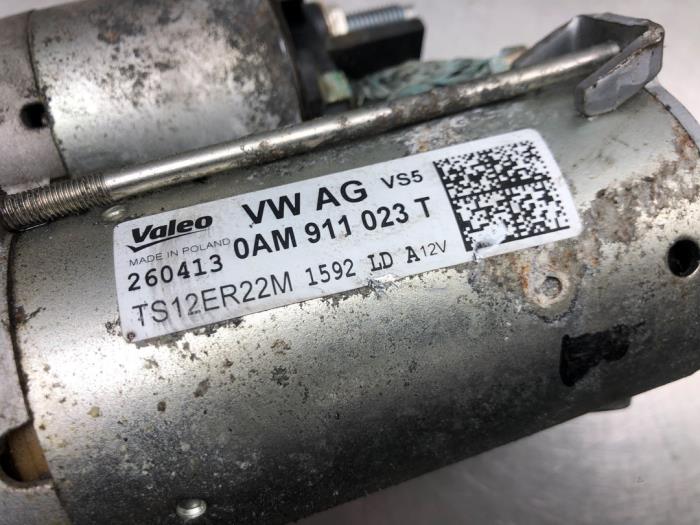 Valeo VW AG VS5
MADE IN POLAND 0AM 911 023 T
260413
TS12ER22M 1592 LD A 12V